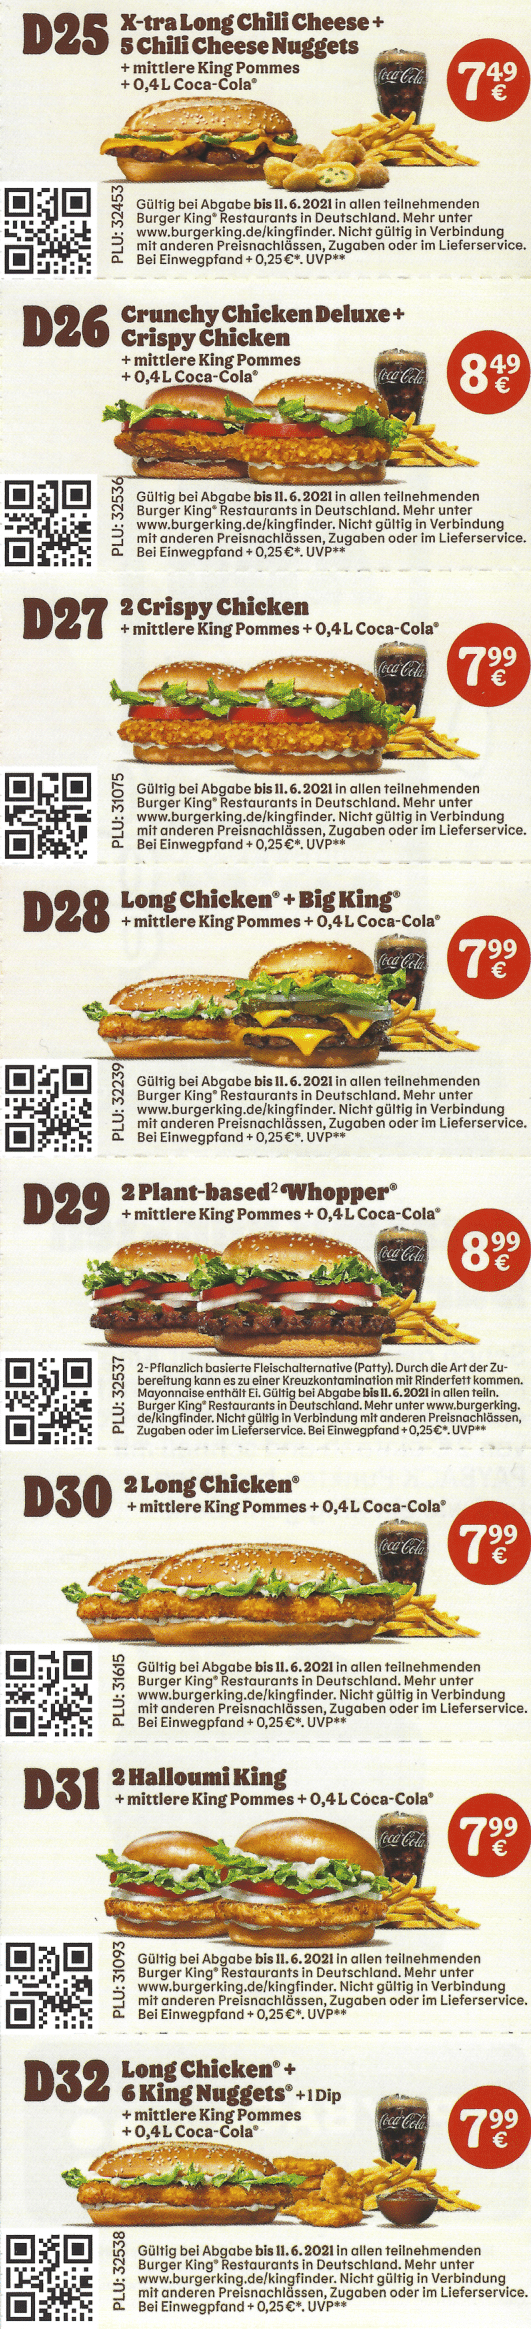 D25 X-tra Long Chili Cheese +
5 Chili Cheese Nuggets
+ mittlere King Pommes
+ 0,4 L Coca-Cola®
7 49 €
Coca-Cola
PLU: 32453
Gültig bei Abgabe bis 11. 6. 2021 in allen teilnehmenden
Burger King® Restaurants in Deutschland. Mehr unter
www.burgerking.de/kingfinder. Nicht gültig in Verbindung
mit anderen Preisnachlässen, Zugaben oder im Lieferservice.
Bei Einwegpfand + 0,25 €*. UVP**
D26 Crunchy Chicken Deluxe +
Crispy Chicken
+ mittlere King Pommes
+ 0,4 L Coca-Cola®
8 49 €
Coca-Cola
PLU: 32536
Gültig bei Abgabe bis 11. 6. 2021 in allen teilnehmenden
Burger King® Restaurants in Deutschland. Mehr unter
www.burgerking.de/kingfinder. Nicht gültig in Verbindung
mit anderen Preisnachlässen, Zugaben oder im Lieferservice.
Bei Einwegpfand + 0,25 €*. UVP**
D27 2 Crispy Chicken
+ mittlere King Pommes + 0,4 L Coca-Cola®
7 99 €
Coca-Cola
PLU: 31075
Gültig bei Abgabe bis 11. 6. 2021 in allen teilnehmenden
Burger King® Restaurants in Deutschland. Mehr unter
www.burgerking.de/kingfinder. Nicht gültig in Verbindung
mit anderen Preisnachlässen, Zugaben oder im Lieferservice.
Bei Einwegpfand + 0,25 €*. UVP**
D28 Long Chicken® + Big King®
+ mittlere King Pommes + 0,4 L Coca-Cola®
7 99 €
Coca-Cola
PLU: 32239
Gültig bei Abgabe bis 11. 6. 2021 in allen teilnehmenden
Burger King® Restaurants in Deutschland. Mehr unter
www.burgerking.de/kingfinder. Nicht gültig in Verbindung
mit anderen Preisnachlässen, Zugaben oder im Lieferservice.
Bei Einwegpfand + 0,25 €*. UVP**
D29 2 Plant-based² Whopper®
+ mittlere King Pommes + 0,4 L Coca-Cola®
8 99 €
Coca-Cola
PLU: 32537
2-Pflanzlich basierte Fleischalternative (Patty). Durch die Art der Zu-
bereitung kann es zu einer Kreuzkontamination mit Rinderfett kommen.
Mayonnaise enthält Ei. Gültig bei Abgabe bis 11. 6. 2021 in allen teiln.
Burger King® Restaurants in Deutschland. Mehr unter www.burgerking.
de/kingfinder. Nicht gültig in Verbindung mit anderen Preisnachlässen,
Zugaben oder im Lieferservice. Bei Einwegpfand + 0,25 €*. UVP**
D30 2 Long Chicken®
+ mittlere King Pommes + 0,4 L Coca-Cola®
7 99 €
Coca-Cola
PLU: 31615
Gültig bei Abgabe bis 11. 6. 2021 in allen teilnehmenden
Burger King® Restaurants in Deutschland. Mehr unter
www.burgerking.de/kingfinder. Nicht gültig in Verbindung
mit anderen Preisnachlässen, Zugaben oder im Lieferservice.
Bei Einwegpfand + 0,25 €*. UVP**
D31 2 Halloumi King
+ mittlere King Pommes + 0,4 L Coca-Cola®
7 99 €
Coca-Cola
PLU: 31093
Gültig bei Abgabe bis 11. 6. 2021 in allen teilnehmenden
Burger King® Restaurants in Deutschland. Mehr unter
www.burgerking.de/kingfinder. Nicht gültig in Verbindung
mit anderen Preisnachlässen, Zugaben oder im Lieferservice.
Bei Einwegpfand + 0,25 €*. UVP**
D32 Long Chicken® +
6 King Nuggets® + 1 Dip
+ mittlere King Pommes
+ 0,4 L Coca-Cola®
7 99 €
Coca-Cola
PLU: 32538
Gültig bei Abgabe bis 11. 6. 2021 in allen teilnehmenden
Burger King® Restaurants in Deutschland. Mehr unter
www.burgerking.de/kingfinder. Nicht gültig in Verbindung
mit anderen Preisnachlässen, Zugaben oder im Lieferservice.
Bei Einwegpfand + 0,25 €*. UVP**